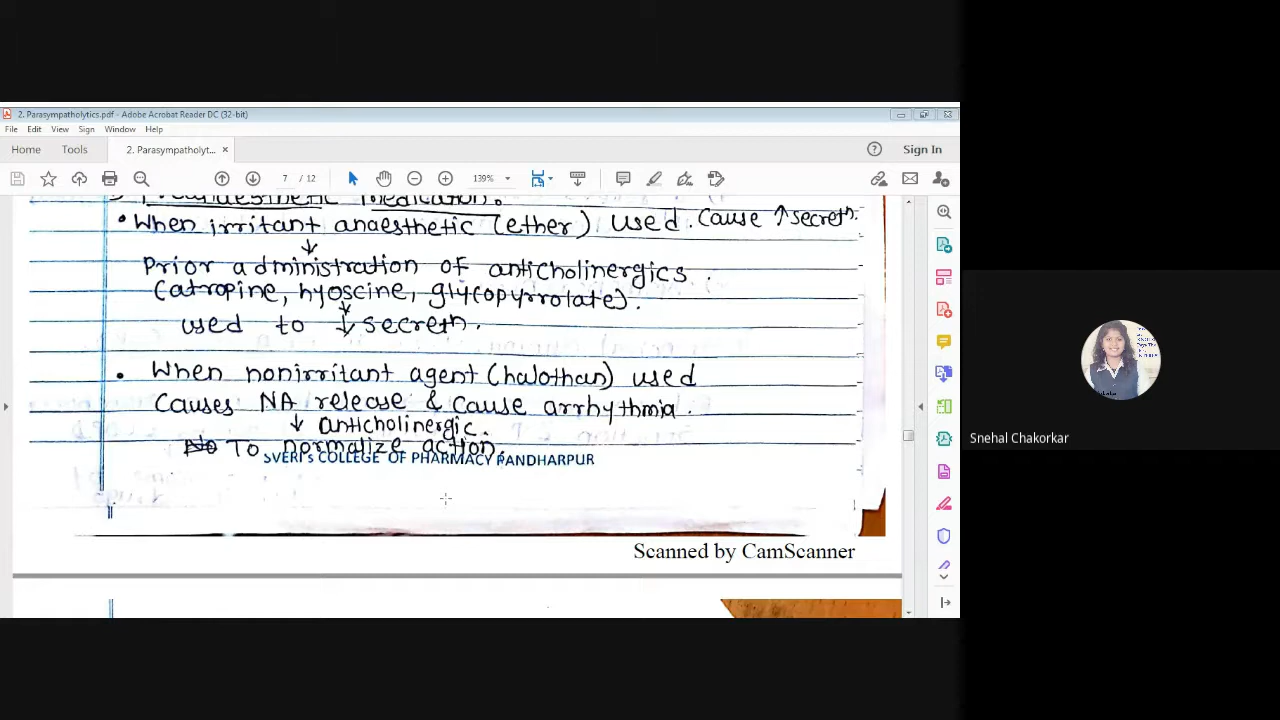 2. Parasympatholytics.pdf - Adobe Acrobat Reader DC (32-bit)
File Edit View Sign Window Help
Home Tools 2. Parasympatholyt... × Sign In
7 / 12 139%
medication.
• When irritant anaesthetic (ether) used. Cause ↑ secretn.
↓
Prior administration of anticholinergics.
(atropine, hyoscine, glycopyrrolate).
↓
used to ↓ secretn.
• When nonirritant agent (halothan) used
Causes NA release & Cause arrhythmia.
↓ anticholinergic.
No To normalize action.
SVERI's COLLEGE OF PHARMACY PANDHARPUR
Scanned by CamScanner
Snehal Chakorkar